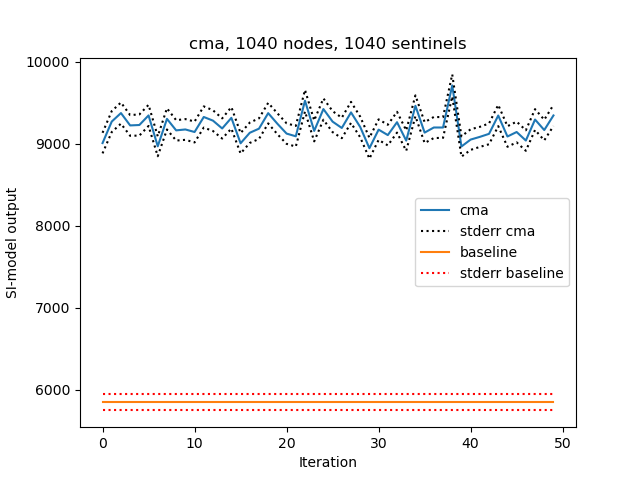 cma, 1040 nodes, 1040 sentinels
10000
9000
8000
7000
6000
SI-model output
cma
stderr cma
baseline
stderr baseline
0
10
20
30
40
50
Iteration